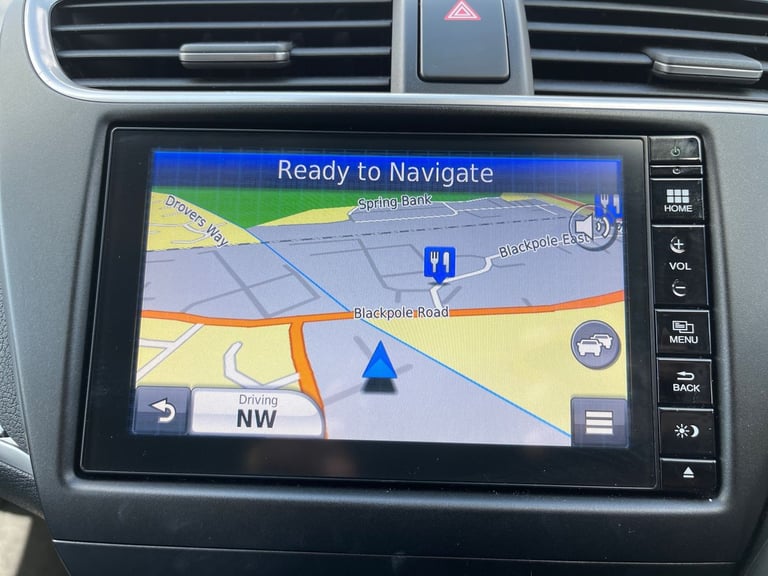 Ready to Navigate
Spring Bank
Drovers Way
Blackpole East
Blackpole Road
Driving
NW
HOME
VOL
MENU
BACK